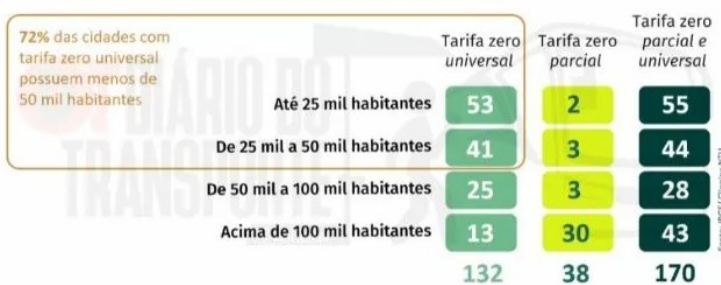 72% das cidades com
tarifa zero universal
possuem menos de
50 mil habitantes
Tarifa zero
universal
Tarifa zero
parcial
Tarifa zero
parcial e
universal
Até 25 mil habitantes 53 2 55
De 25 mil a 50 mil habitantes 41 3 44
De 50 mil a 100 mil habitantes 25 3 28
Acima de 100 mil habitantes 13 30 43
132 38 170
DIÁRIO DO
TRANSPORTE